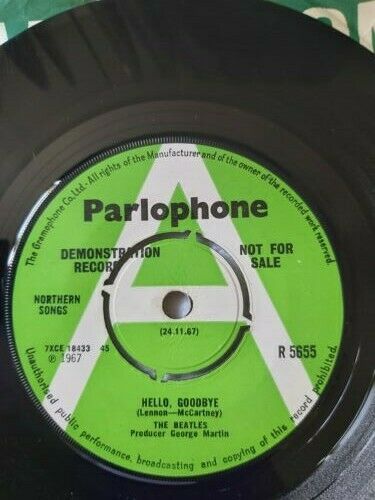 The Gramophone Co. Ltd. · All rights of the Manufacturer and of the owner of the recorded work reserved.
Parlophone
DEMONSTRATION
RECORD
NOT FOR
SALE
NORTHERN
SONGS
(24.11.67)
7XCE 18433 45
℗ 1967
R 5655
HELLO, GOODBYE
(Lennon—McCartney)
THE BEATLES
Producer George Martin
Unauthorised public performance, broadcasting and copying of this record prohibited.